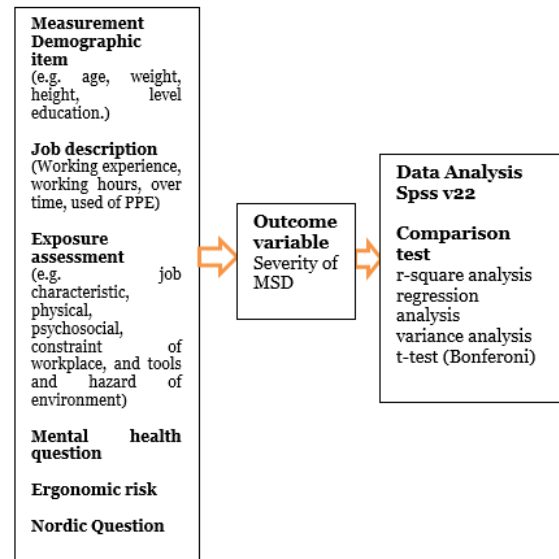 Measurement
Demographic
item
(e.g. age, weight,
height, level
education.)
Job description
(Working experience,
working hours, over
time, used of PPE)
Exposure
assessment
(e.g. job
characteristic,
physical,
psychosocial,
constraint of
workplace, and tools
and hazard of
environment)
Mental health
question
Ergonomic risk
Nordic Question
Outcome
variable
Severity of
MSD
Data Analysis
Spss v22
Comparison
test
r-square analysis
regression
analysis
variance analysis
t-test (Bonferoni)